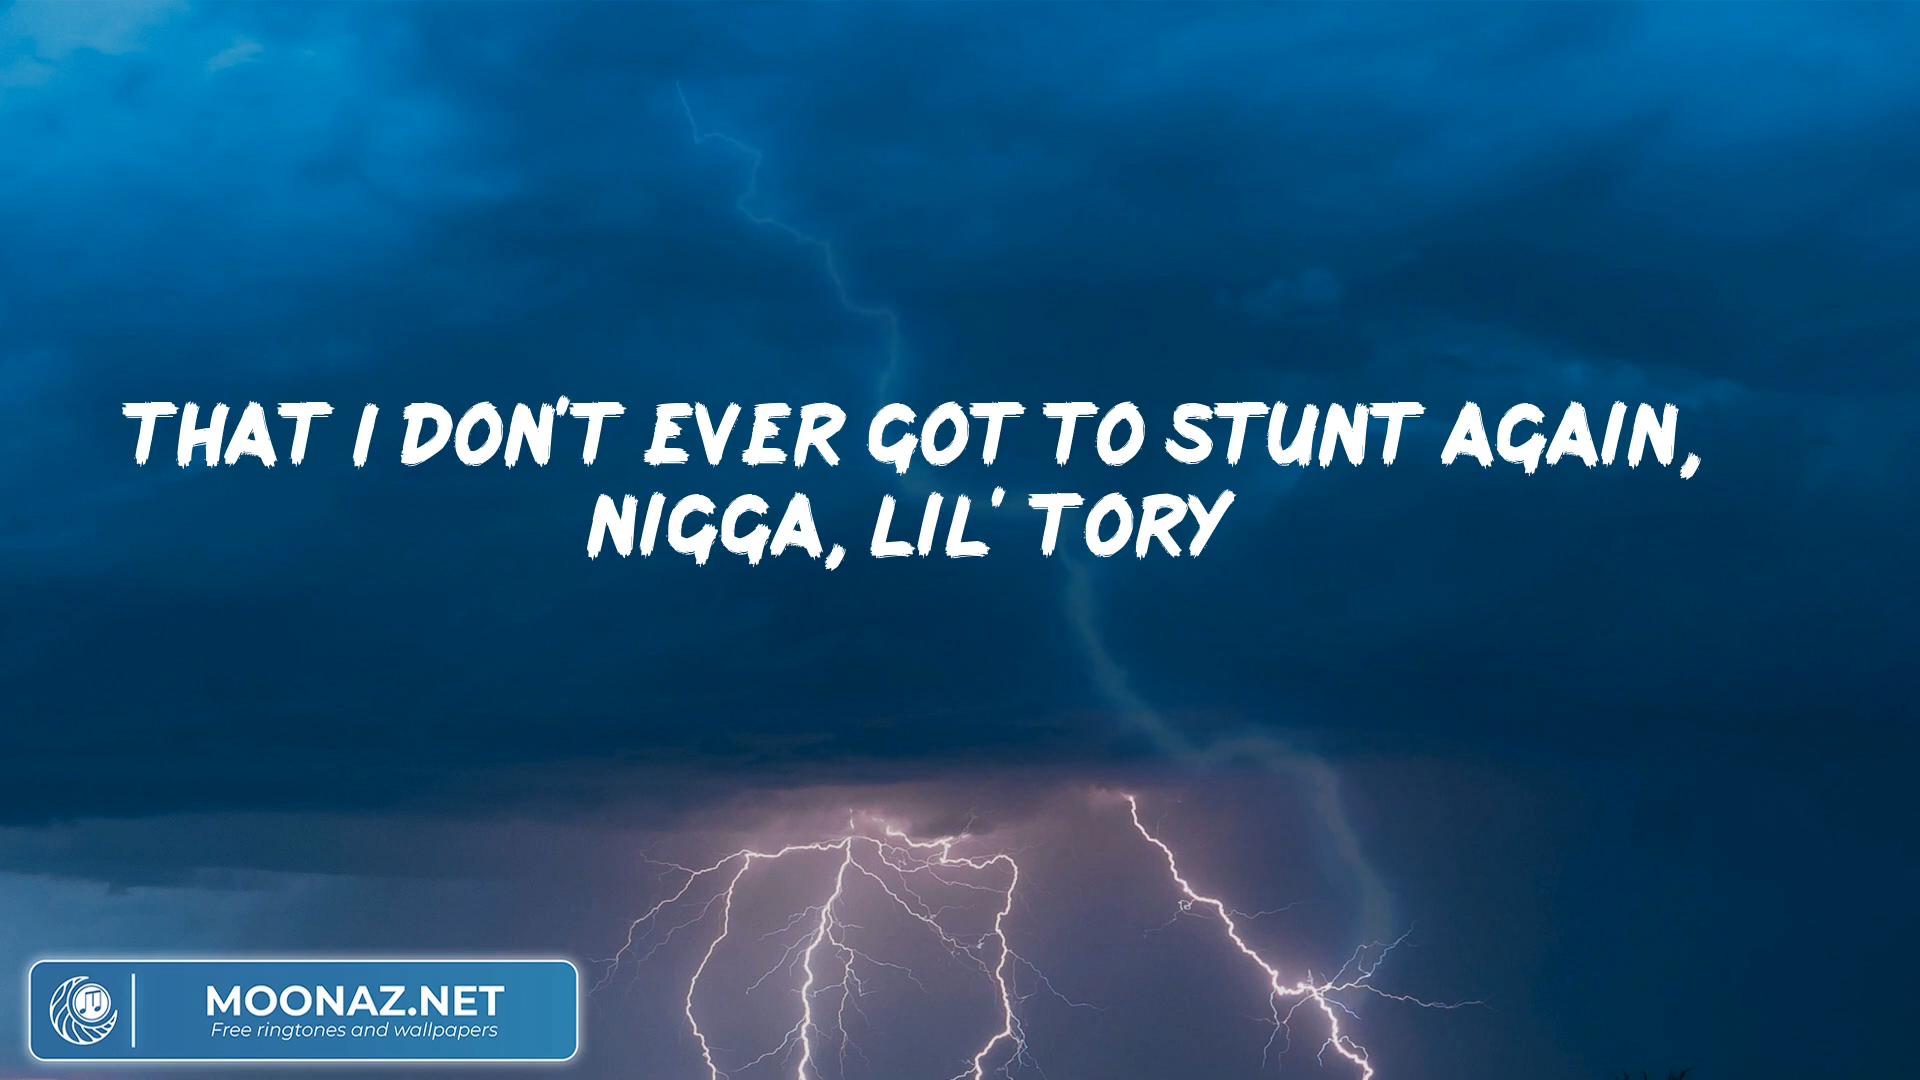 THAT I DON'T EVER GOT TO STUNT AGAIN,
NIGGA, LIL' TORY
MOONAZ.NET
Free ringtones and wallpapers